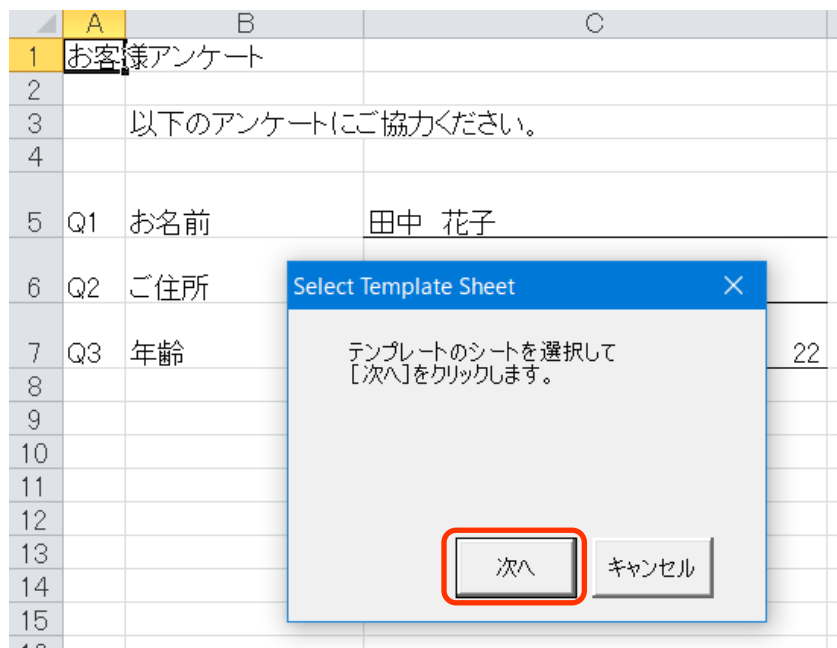 A B C
1 お客様アンケート
2
3 以下のアンケートにご協力ください。
4
5 Q1 お名前 田中 花子
6 Q2 ご住所
7 Q3 年齢 22
8
9
10
11
12
13
14
15
Select Template Sheet
テンプレートのシートを選択して
[次へ]をクリックします。
次へ キャンセル